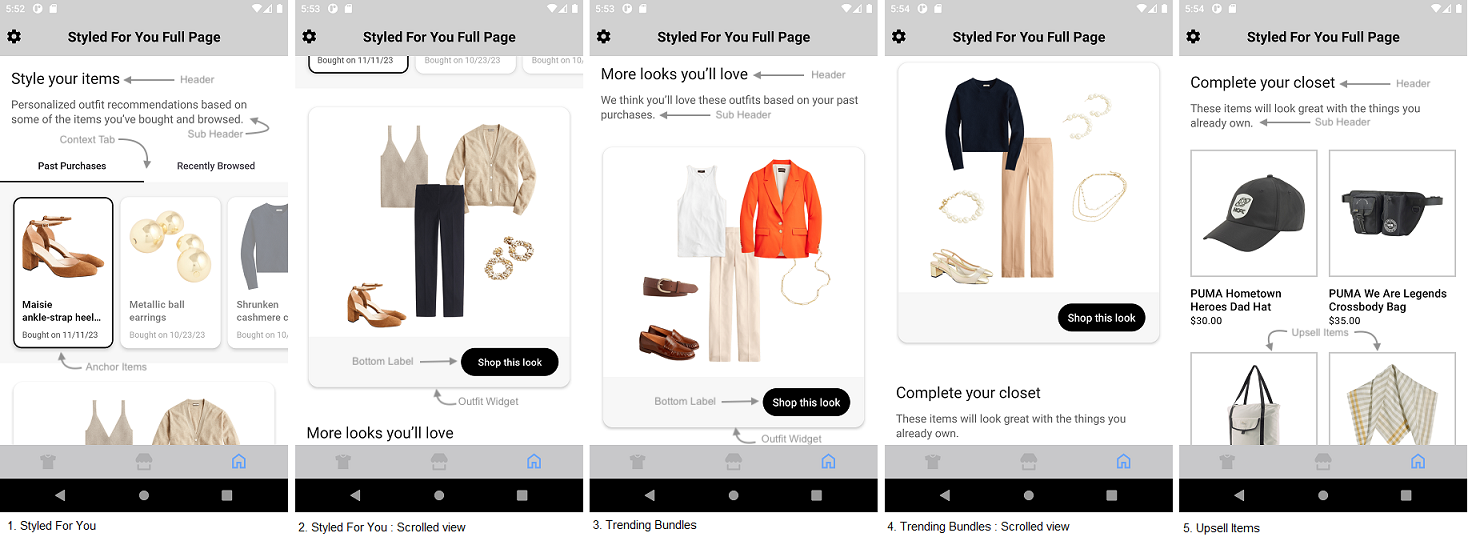 5:52
Styled For You Full Page
Style your items
Header
Personalized outfit recommendations based on
some of the items you've bought and browsed.
Sub Header
Context Tab
Past Purchases
Recently Browsed
Maisie
ankle-strap heel...
Bought on 11/11/23
Metallic ball
earrings
Bought on 10/23/23
Shrunken
cashmere c
Bought on 10/23
Anchor Items
1. Styled For You
5:53
Styled For You Full Page
Bought on 11/11/23
Bought on 10/23/23
Bought on 10/23
Bottom Label
Shop this look
Outfit Widget
More looks you'll love
2. Styled For You : Scrolled view
5:53
Styled For You Full Page
More looks you'll love
Header
We think you'll love these outfits based on your past
purchases.
Sub Header
Bottom Label
Shop this look
Outfit Widget
3. Trending Bundles
5:54
Styled For You Full Page
Shop this look
Complete your closet
These items will look great with the things you
already own.
4. Trending Bundles : Scrolled view
5:54
Styled For You Full Page
Complete your closet
Header
These items will look great with the things you
already own.
Sub Header
PUMA Hometown
Heroes Dad Hat
$30.00
PUMA We Are Legends
Crossbody Bag
$35.00
Upsell Items
5. Upsell Items